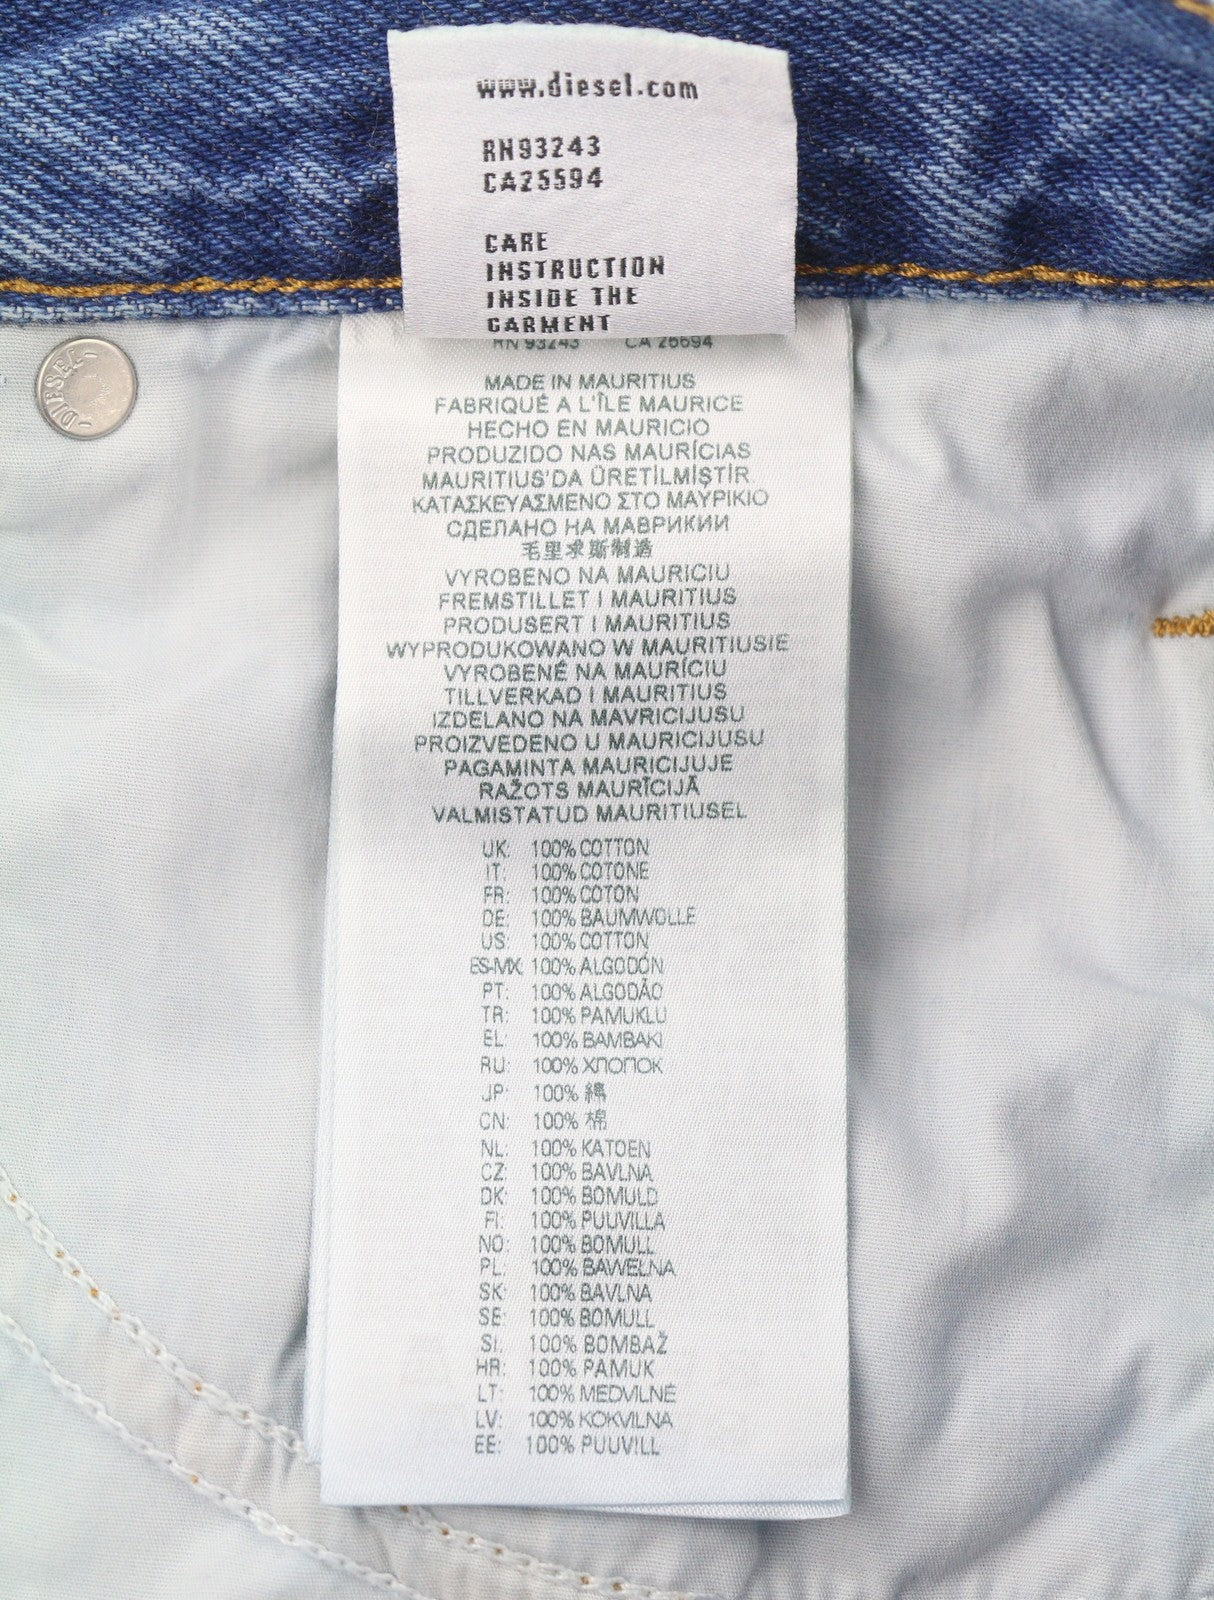 www.diesel.com
RN93243
CA25594
CARE
INSTRUCTION
INSIDE THE
GARMENT
RN 93243 CA 25594
DIESEL
MADE IN MAURITIUS
FABRIQUÉ A L'ÎLE MAURICE
HECHO EN MAURICIO
PRODUZIDO NAS MAURÍCIAS
MAURITIUS'DA ÜRETİLMİŞTİR.
ΚΑΤΑΣΚΕΥΑΣΜΕΝΟ ΣΤΟ ΜΑΥΡΙΚΙΟ
СДЕЛАНО НА МАВРИКИИ
毛里求斯制造
VYROBENO NA MAURICIU
FREMSTILLET I MAURITIUS
PRODUSERT I MAURITIUS
WYPRODUKOWANO W MAURITIUSIE
VYROBENÉ NA MAURÍCIU
TILLVERKAD I MAURITIUS
IZDELANO NA MAVRICIJUSU
PROIZVEDENO U MAURICIJUSU
PAGAMINTA MAURICIJUJE
RAŽOTS MAURĪCIJĀ
VALMISTATUD MAURITIUSEL
UK: 100% COTTON
IT: 100% COTONE
FR: 100% COTON
DE: 100% BAUMWOLLE
US: 100% COTTON
ES-MX: 100% ALGODÓN
PT: 100% ALGODÃO
TR: 100% PAMUKLU
EL: 100% ΒΑΜΒΑΚΙ
RU: 100% ХЛОПОК
JP: 100% 綿
CN: 100% 棉
NL: 100% KATOEN
CZ: 100% BAVLNA
DK: 100% BOMULD
FI: 100% PUUVILLA
NO: 100% BOMULL
PL: 100% BAWEŁNA
SK: 100% BAVLNA
SE: 100% BOMULL
SI: 100% BOMBAŽ
HR: 100% PAMUK
LT: 100% MEDVILNĖ
LV: 100% KOKVILNA
EE: 100% PUUVILL